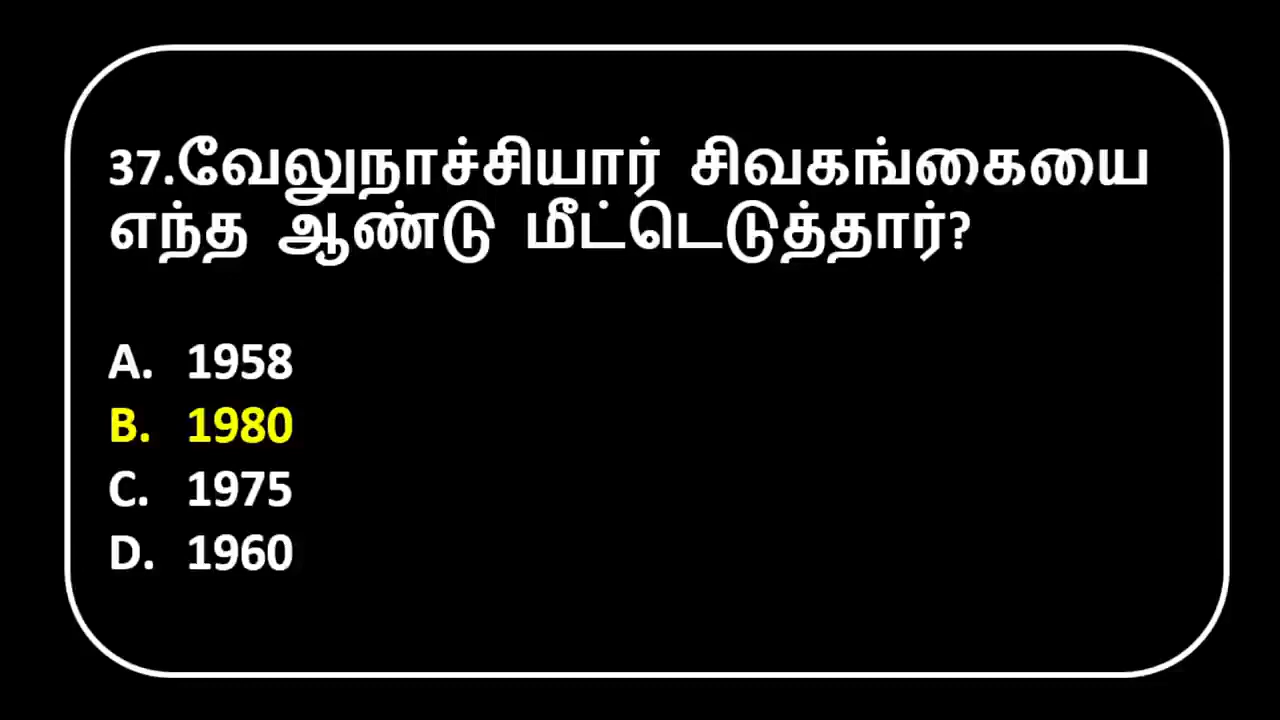 37.வேலுநாச்சியார் சிவகங்கையை
எந்த ஆண்டு மீட்டெடுத்தார்?
A. 1958
B. 1980
C. 1975
D. 1960